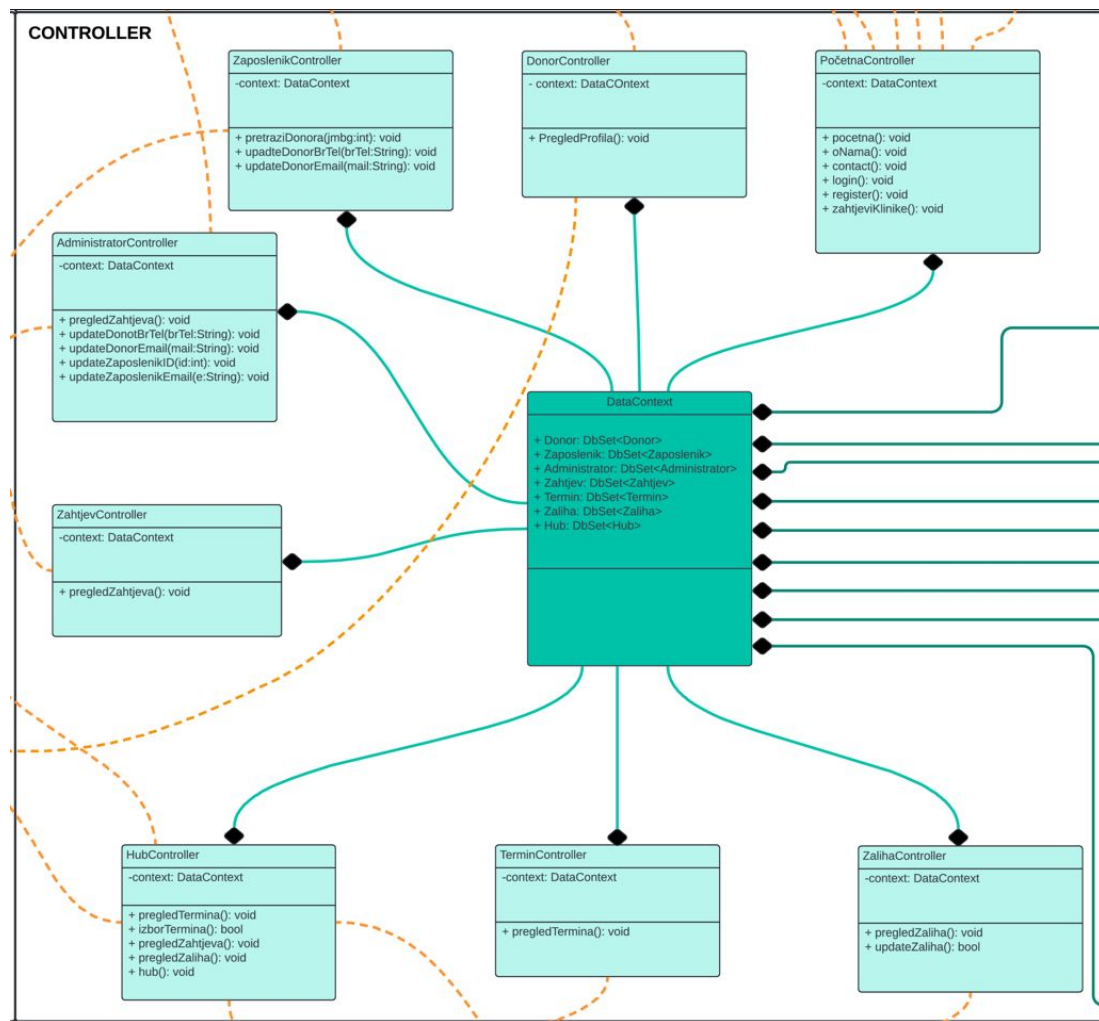 CONTROLLER
ZaposlenikController
-context: DataContext
+ pretraziDonora(jmbg:int): void
+ upadteDonorBrTel(brTel:String): void
+ updateDonorEmail(mail:String): void
DonorController
- context: DataCOntext
+ PregledProfila(): void
PočetnaController
-context: DataContext
+ pocetna(): void
+ oNama(): void
+ contact(): void
+ login(): void
+ register(): void
+ zahtjeviKlinike(): void
AdministratorController
-context: DataContext
+ pregledZahtjeva(): void
+ updateDonotBrTel(brTel:String): void
+ updateDonorEmail(mail:String): void
+ updateZaposlenikID(id:int): void
+ updateZaposlenikEmail(e:String): void
DataContext
+ Donor: DbSet<Donor>
+ Zaposlenik: DbSet<Zaposlenik>
+ Administrator: DbSet<Administrator>
+ Zahtjev: DbSet<Zahtjev>
+ Termin: DbSet<Termin>
+ Zaliha: DbSet<Zaliha>
+ Hub: DbSet<Hub>
ZahtjevController
-context: DataContext
+ pregledZahtjeva(): void
HubController
-context: DataContext
+ pregledTermina(): void
+ izborTermina(): bool
+ pregledZahtjeva(): void
+ pregledZaliha(): void
+ hub(): void
TerminController
-context: DataContext
+ pregledTermina(): void
ZalihaController
-context: DataContext
+ pregledZaliha(): void
+ updateZaliha(): bool